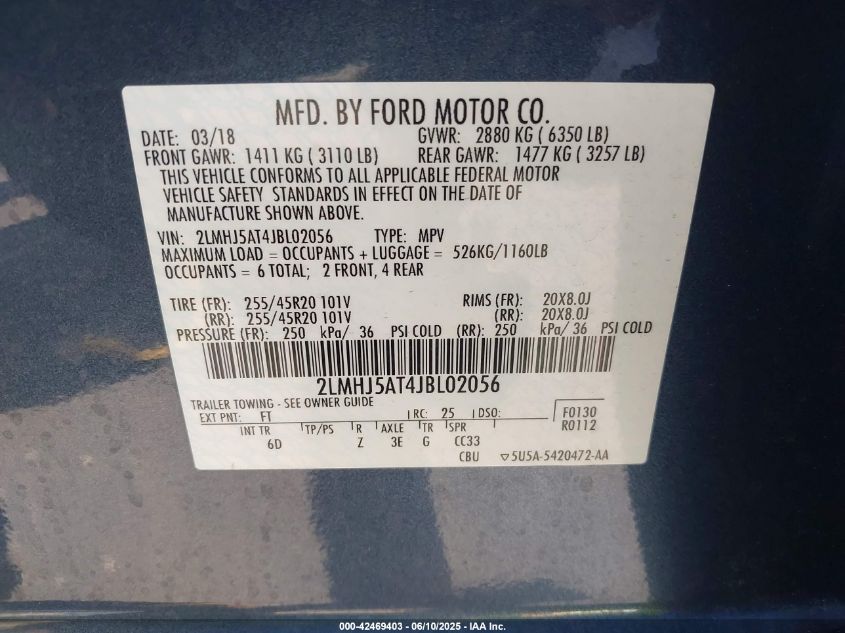 MFD. BY FORD MOTOR CO.
DATE: 03/18 GVWR: 2880 KG ( 6350 LB)
FRONT GAWR: 1411 KG ( 3110 LB) REAR GAWR: 1477 KG ( 3257 LB)
THIS VEHICLE CONFORMS TO ALL APPLICABLE FEDERAL MOTOR
VEHICLE SAFETY STANDARDS IN EFFECT ON THE DATE OF
MANUFACTURE SHOWN ABOVE.
VIN: 2LMHJ5AT4JBL02056 TYPE: MPV
MAXIMUM LOAD = OCCUPANTS + LUGGAGE = 526KG/1160LB
OCCUPANTS = 6 TOTAL; 2 FRONT, 4 REAR
TIRE (FR): 255/45R20 101V RIMS (FR): 20X8.0J
(RR): 255/45R20 101V (RR): 20X8.0J
PRESSURE (FR): 250 kPa/ 36 PSI COLD (RR): 250 kPa/ 36 PSI COLD
2LMHJ5AT4JBL02056
TRAILER TOWING - SEE OWNER GUIDE
EXT PNT: FT RC: 25 DSO: F0130
INT TR TP/PS R AXLE TR SPR R0112
6D Z 3E G CC33
CBU ▽5U5A-5420472-AA
000-42469403 - 06/10/2025 - IAA Inc.